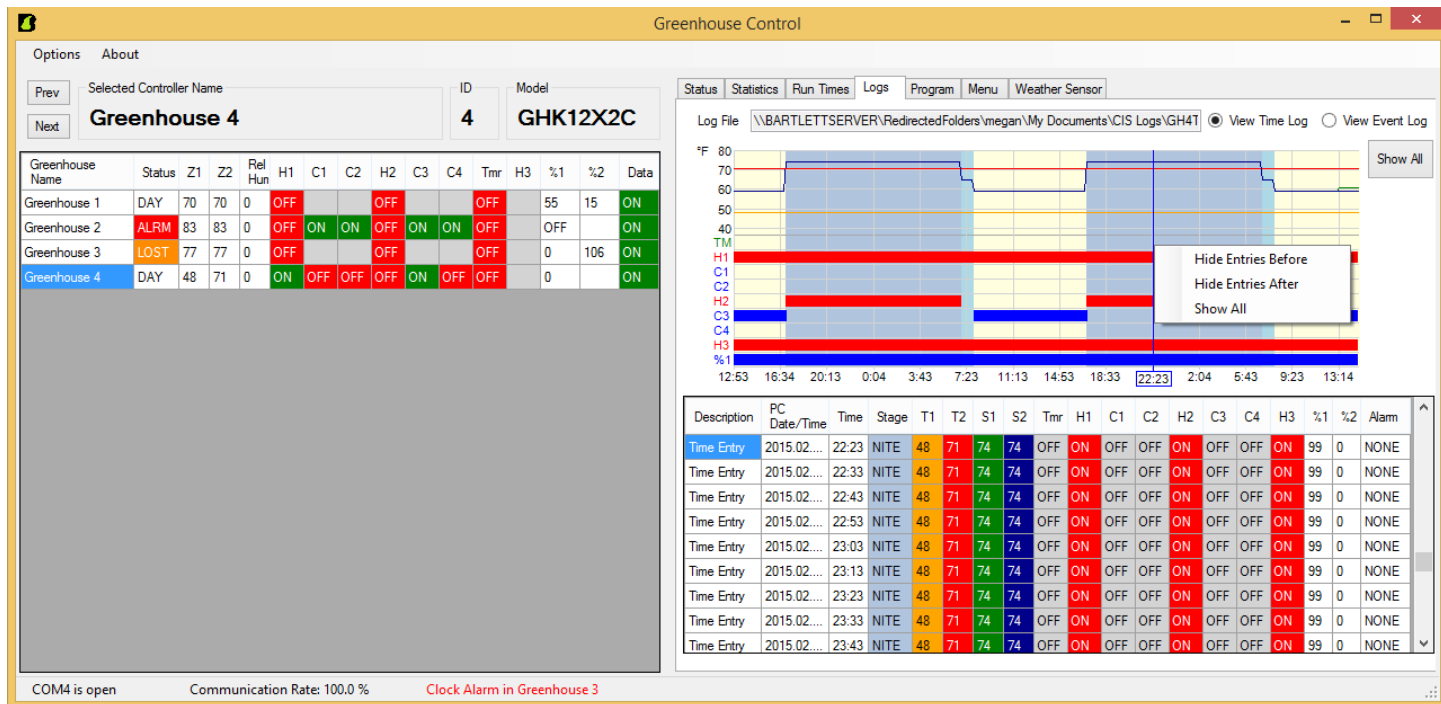 Greenhouse Control
Options About
Prev Selected Controller Name ID Model
Next Greenhouse 4 4 GHK12X2C
Greenhouse Name Status Z1 Z2 Rel Hum H1 C1 C2 H2 C3 C4 Tmr H3 %1 %2 Data
Greenhouse 1 DAY 70 70 0 OFF OFF OFF 55 15 ON
Greenhouse 2 ALRM 83 83 0 OFF ON ON OFF ON ON OFF OFF ON
Greenhouse 3 LOST 77 77 0 OFF OFF OFF 0 106 ON
Greenhouse 4 DAY 48 71 0 ON OFF OFF OFF ON OFF OFF 0 ON
Status Statistics Run Times Logs Program Menu Weather Sensor
Log File \\BARTLETTSERVER\RedirectedFolders\megan\My Documents\CIS Logs\GH4T View Time Log View Event Log
Show All
°F 80
70
60
50
40
TM
H1
C1
C2
H2
C3
C4
H3
%1
Hide Entries Before
Hide Entries After
Show All
12:53 16:34 20:13 0:04 3:43 7:23 11:13 14:53 18:33 22:23 2:04 5:43 9:23 13:14
Description PC Date/Time Time Stage T1 T2 S1 S2 Tmr H1 C1 C2 H2 C3 C4 H3 %1 %2 Alarm
Time Entry 2015.02.... 22:23 NITE 48 71 74 74 OFF ON OFF OFF ON OFF OFF ON 99 0 NONE
Time Entry 2015.02.... 22:33 NITE 48 71 74 74 OFF ON OFF OFF ON OFF OFF ON 99 0 NONE
Time Entry 2015.02.... 22:43 NITE 48 71 74 74 OFF ON OFF OFF ON OFF OFF ON 99 0 NONE
Time Entry 2015.02.... 22:53 NITE 48 71 74 74 OFF ON OFF OFF ON OFF OFF ON 99 0 NONE
Time Entry 2015.02.... 23:03 NITE 48 71 74 74 OFF ON OFF OFF ON OFF OFF ON 99 0 NONE
Time Entry 2015.02.... 23:13 NITE 48 71 74 74 OFF ON OFF OFF ON OFF OFF ON 99 0 NONE
Time Entry 2015.02.... 23:23 NITE 48 71 74 74 OFF ON OFF OFF ON OFF OFF ON 99 0 NONE
Time Entry 2015.02.... 23:33 NITE 48 71 74 74 OFF ON OFF OFF ON OFF OFF ON 99 0 NONE
Time Entry 2015.02.... 23:43 NITE 48 71 74 74 OFF ON OFF OFF ON OFF OFF ON 99 0 NONE
COM4 is open Communication Rate: 100.0 % Clock Alarm in Greenhouse 3